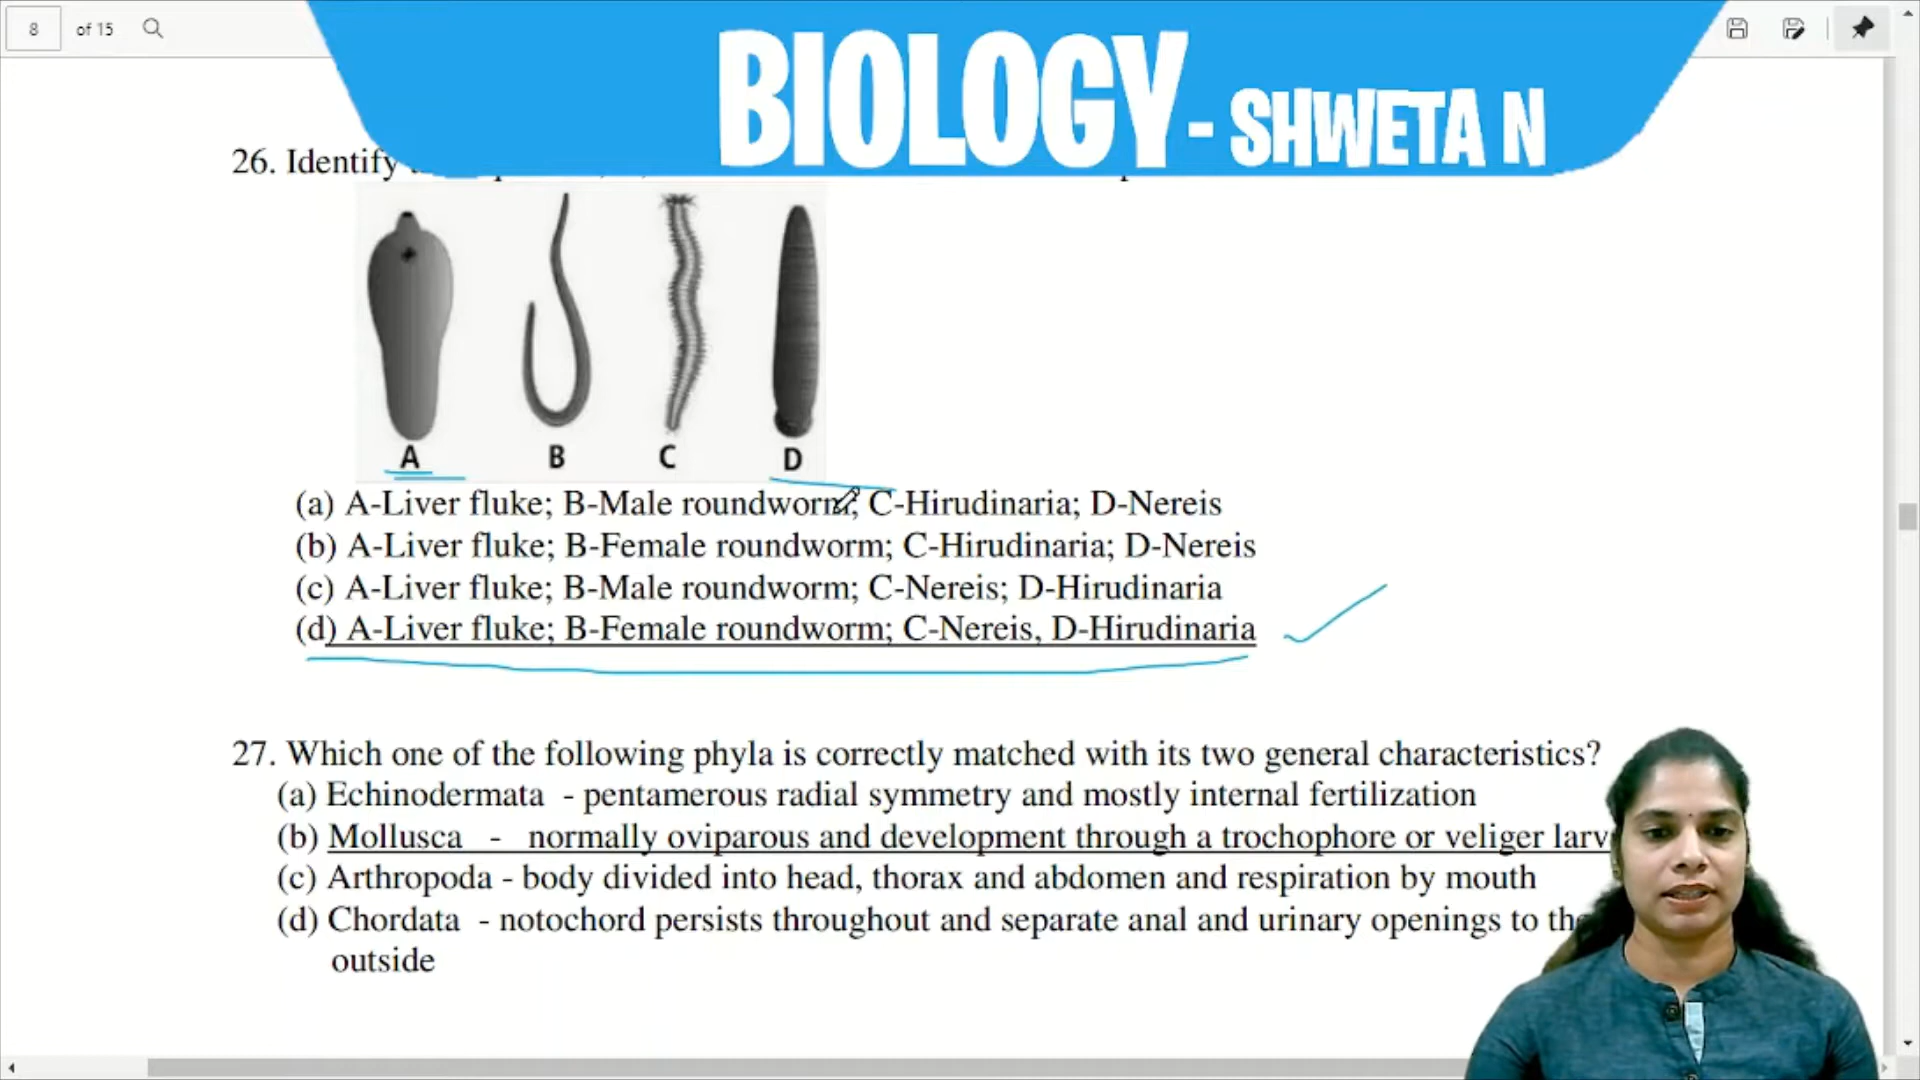 8 of 15
BIOLOGY - SHWETA N
26. Identify
A B C D
(a) A-Liver fluke; B-Male roundworm; C-Hirudinaria; D-Nereis
(b) A-Liver fluke; B-Female roundworm; C-Hirudinaria; D-Nereis
(c) A-Liver fluke; B-Male roundworm; C-Nereis; D-Hirudinaria
(d) A-Liver fluke; B-Female roundworm; C-Nereis, D-Hirudinaria
27. Which one of the following phyla is correctly matched with its two general characteristics?
(a) Echinodermata - pentamerous radial symmetry and mostly internal fertilization
(b) Mollusca - normally oviparous and development through a trochophore or veliger larv
(c) Arthropoda - body divided into head, thorax and abdomen and respiration by mouth
(d) Chordata - notochord persists throughout and separate anal and urinary openings to the
outside